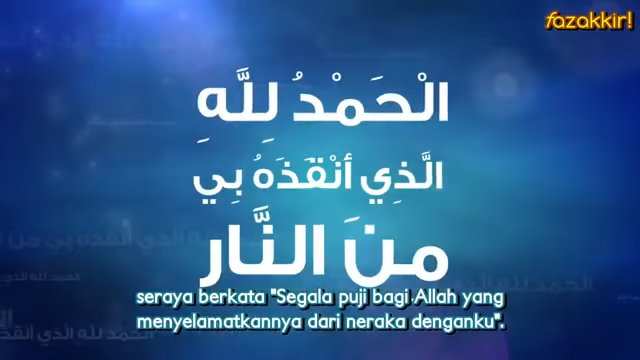 fazakkir!
الْحَمْدُ لِلَّهِ
الَّذِي أَنْقَذَهُ بِي
مِنَ النَّارِ
seraya berkata "Segala puji bagi Allah yang
menyelamatkannya dari neraka denganku".